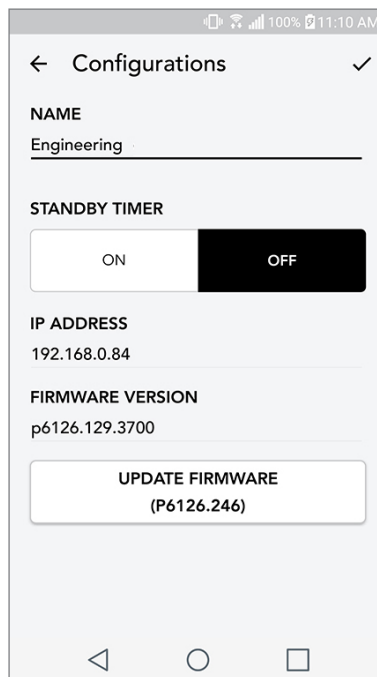 100% 11:10 AM
Configurations
NAME
Engineering
STANDBY TIMER
ON OFF
IP ADDRESS
192.168.0.84
FIRMWARE VERSION
p6126.129.3700
UPDATE FIRMWARE
(P6126.246)